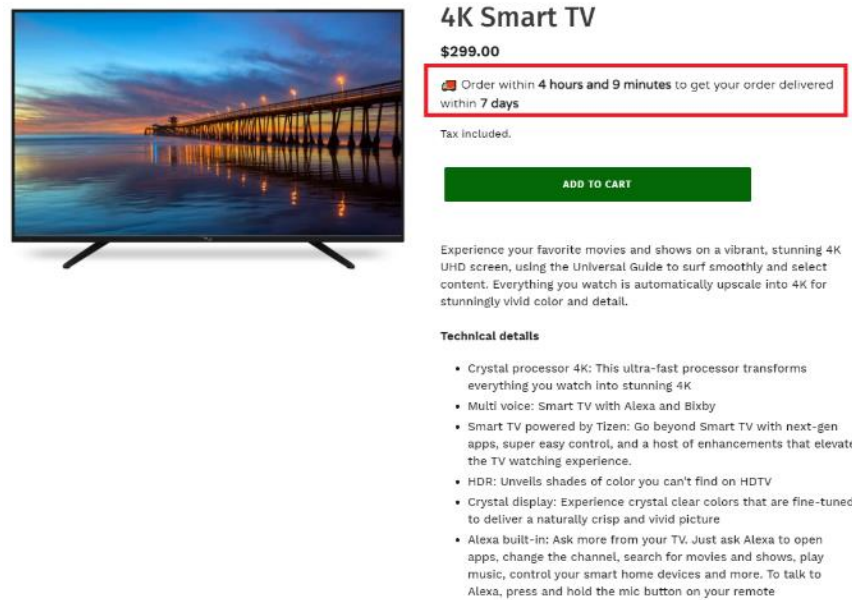 4K Smart TV
$299.00
Order within 4 hours and 9 minutes to get your order delivered
within 7 days
Tax included.
ADD TO CART
Experience your favorite movies and shows on a vibrant, stunning 4K
UHD screen, using the Universal Guide to surf smoothly and select
content. Everything you watch is automatically upscale into 4K for
stunningly vivid color and detail.
Technical details
• Crystal processor 4K: This ultra-fast processor transforms
everything you watch into stunning 4K
• Multi voice: Smart TV with Alexa and Bixby
• Smart TV powered by Tizen: Go beyond Smart TV with next-gen
apps, super easy control, and a host of enhancements that elevate
the TV watching experience.
• HDR: Unveils shades of color you can't find on HDTV
• Crystal display: Experience crystal clear colors that are fine-tuned
to deliver a naturally crisp and vivid picture
• Alexa built-in: Ask more from your TV. Just ask Alexa to open
apps, change the channel, search for movies and shows, play
music, control your smart home devices and more. To talk to
Alexa, press and hold the mic button on your remote